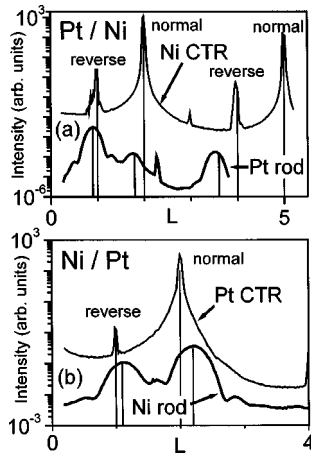 Pt / Ni
10³
reverse
normal
normal
Ni CTR
reverse
(a)
Pt rod
10⁻⁶
0
L
5
Intensity (arb. units)
Ni / Pt
10³
normal
reverse
Pt CTR
(b)
Ni rod
10⁻³
0
L
4
Intensity (arb. units)